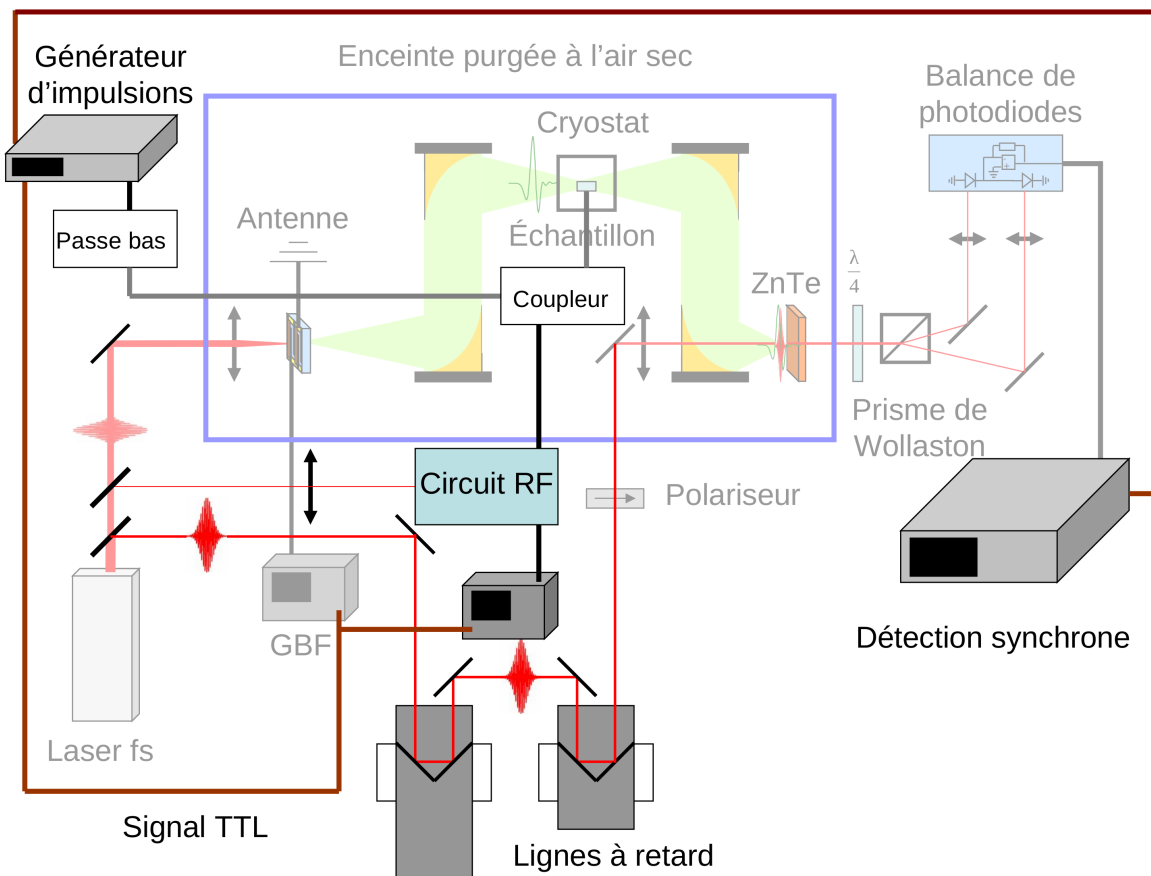 Générateur
d’impulsions
Enceinte purgée à l’air sec
Balance de
photodiodes
Cryostat
Antenne
Passe bas
Échantillon
Coupleur
ZnTe
λ
4
Prisme de
Wollaston
Circuit RF
Polariseur
GBF
Détection synchrone
Laser fs
Signal TTL
Lignes à retard